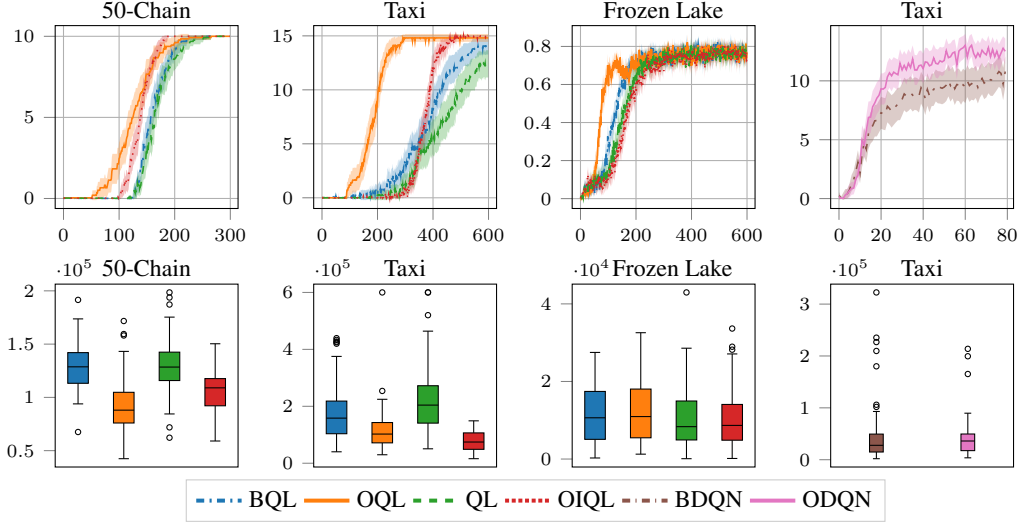 50-Chain Taxi Frozen Lake Taxi
10 15 0.8 10
10 0.6
5 0.4 5
5 0.2
0 0 0 0
0 100 200 300 0 200 400 600 0 200 400 600 0 20 40 60 80
·10^5 50-Chain ·10^5 Taxi ·10^4 Frozen Lake ·10^5 Taxi
2 6 4 3
1.5 4 2
1 2 2 1
0.5 0 0 0
BQL OQL QL OIQL BDQN ODQN